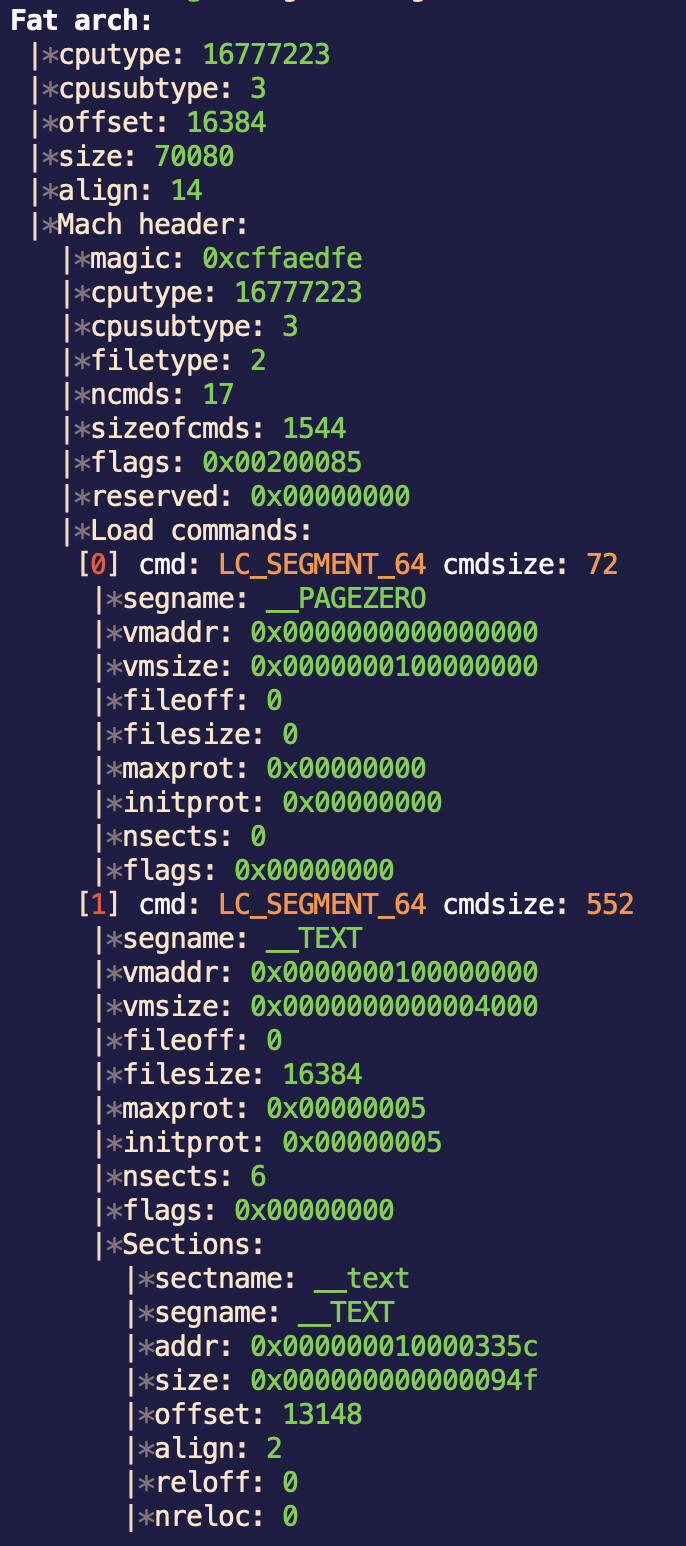 Fat arch:
|*cputype: 16777223
|*cpusubtype: 3
|*offset: 16384
|*size: 70080
|*align: 14
|*Mach header:
|*magic: 0xcffaedfe
|*cputype: 16777223
|*cpusubtype: 3
|*filetype: 2
|*ncmds: 17
|*sizeofcmds: 1544
|*flags: 0x00200085
|*reserved: 0x00000000
|*Load commands:
[0] cmd: LC_SEGMENT_64 cmdsize: 72
|*segname: __PAGEZERO
|*vmaddr: 0x0000000000000000
|*vmsize: 0x0000000100000000
|*fileoff: 0
|*filesize: 0
|*maxprot: 0x00000000
|*initprot: 0x00000000
|*nsects: 0
|*flags: 0x00000000
[1] cmd: LC_SEGMENT_64 cmdsize: 552
|*segname: __TEXT
|*vmaddr: 0x0000000100000000
|*vmsize: 0x0000000000004000
|*fileoff: 0
|*filesize: 16384
|*maxprot: 0x00000005
|*initprot: 0x00000005
|*nsects: 6
|*flags: 0x00000000
|*Sections:
|*sectname: __text
|*segname: __TEXT
|*addr: 0x000000010000335c
|*size: 0x000000000000094f
|*offset: 13148
|*align: 2
|*reloff: 0
|*nreloc: 0